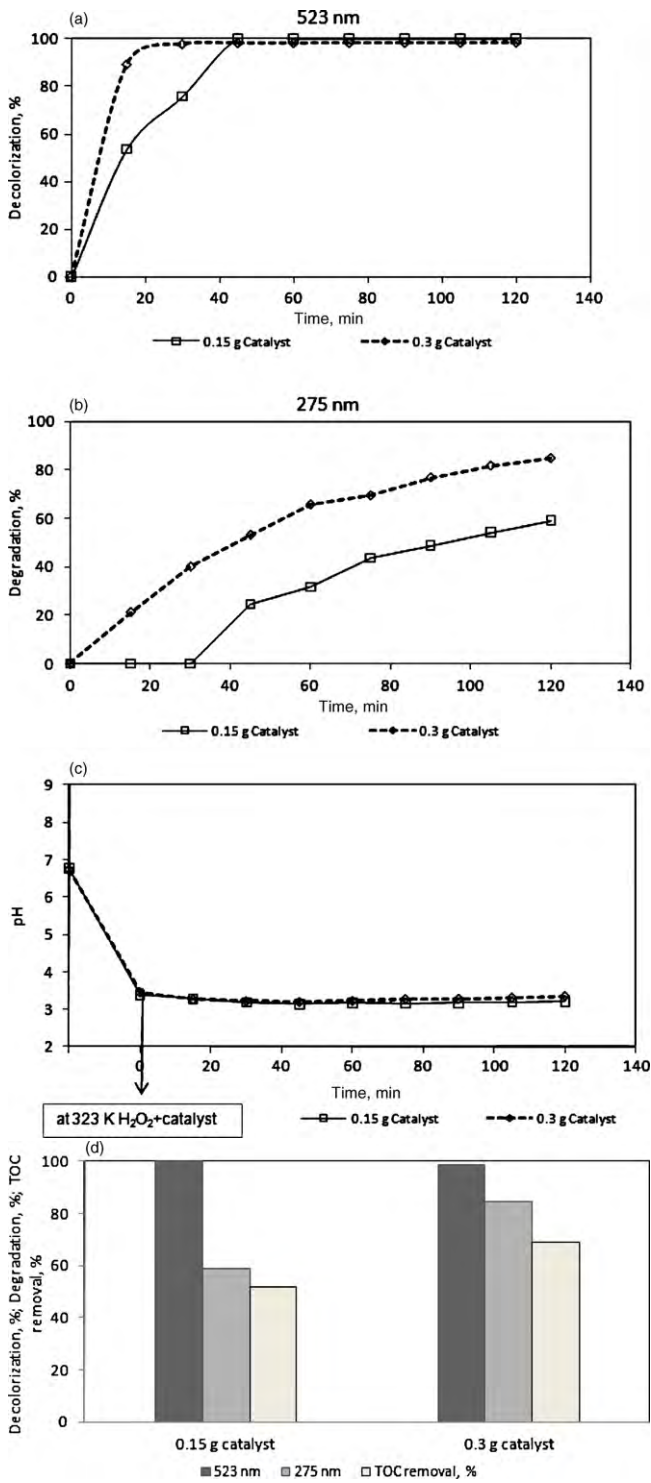 (a)
523 nm
100
80
60
40
20
0
Decolorization, %
0 20 40 60 80 100 120 140
Time, min
0.15 g Catalyst 0.3 g Catalyst
(b)
275 nm
100
80
60
40
20
0
Degradation, %
0 20 40 60 80 100 120 140
Time, min
0.15 g Catalyst 0.3 g Catalyst
(c)
9
8
7
6
5
4
3
2
pH
0 20 40 60 80 100 120 140
Time, min
at 323 K H₂O₂+catalyst
0.15 g Catalyst 0.3 g Catalyst
(d)
100
80
60
40
20
0
Decolorization, %; Degradation, %; TOC
removal, %
0.15 g catalyst 0.3 g catalyst
523 nm 275 nm TOC removal, %